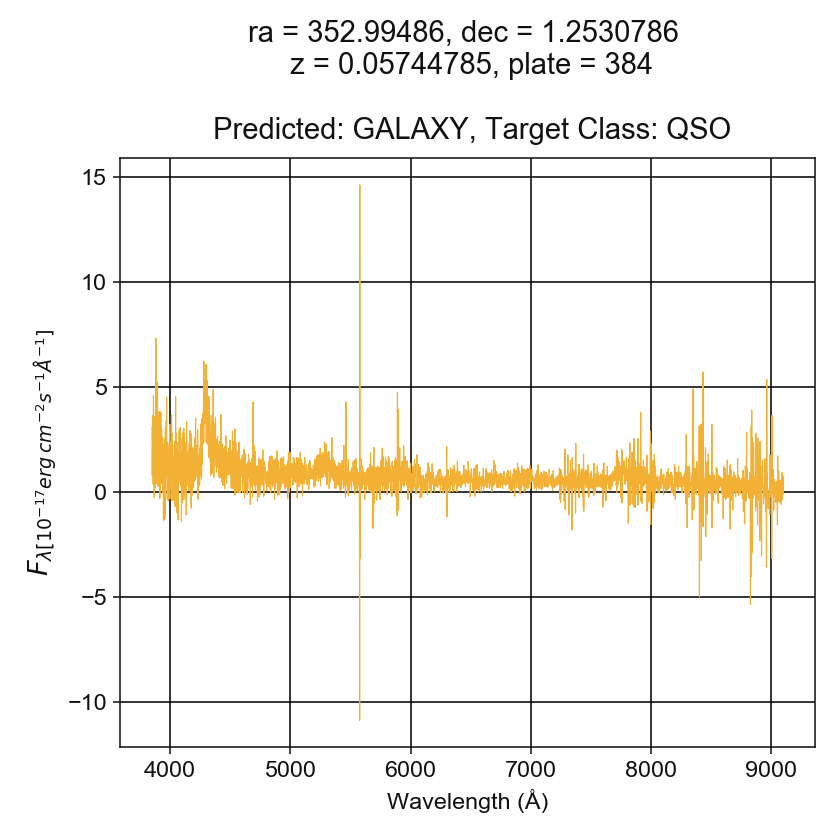 ra = 352.99486, dec = 1.2530786
z = 0.05744785, plate = 384
Predicted: GALAXY, Target Class: QSO
15
10
5
0
−5
−10
F_{λ[10^{−17}erg cm^{−2}s^{−1}Å^{−1}]}
4000 5000 6000 7000 8000 9000
Wavelength (Å)